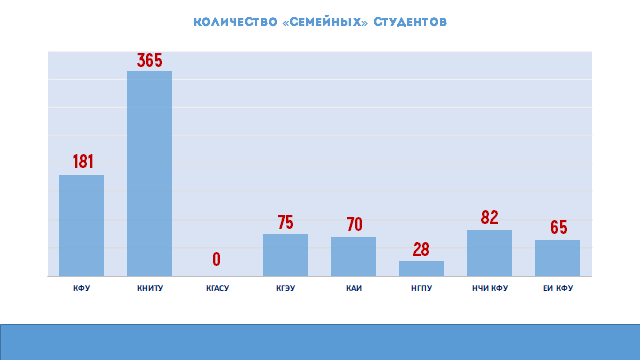 КОЛИЧЕСТВО «СЕМЕЙНЫХ» СТУДЕНТОВ
181 365 0 75 70 28 82 65
КФУ КНИТУ КГАСУ КГЭУ КАИ НГПУ НЧИ КФУ ЕИ КФУ